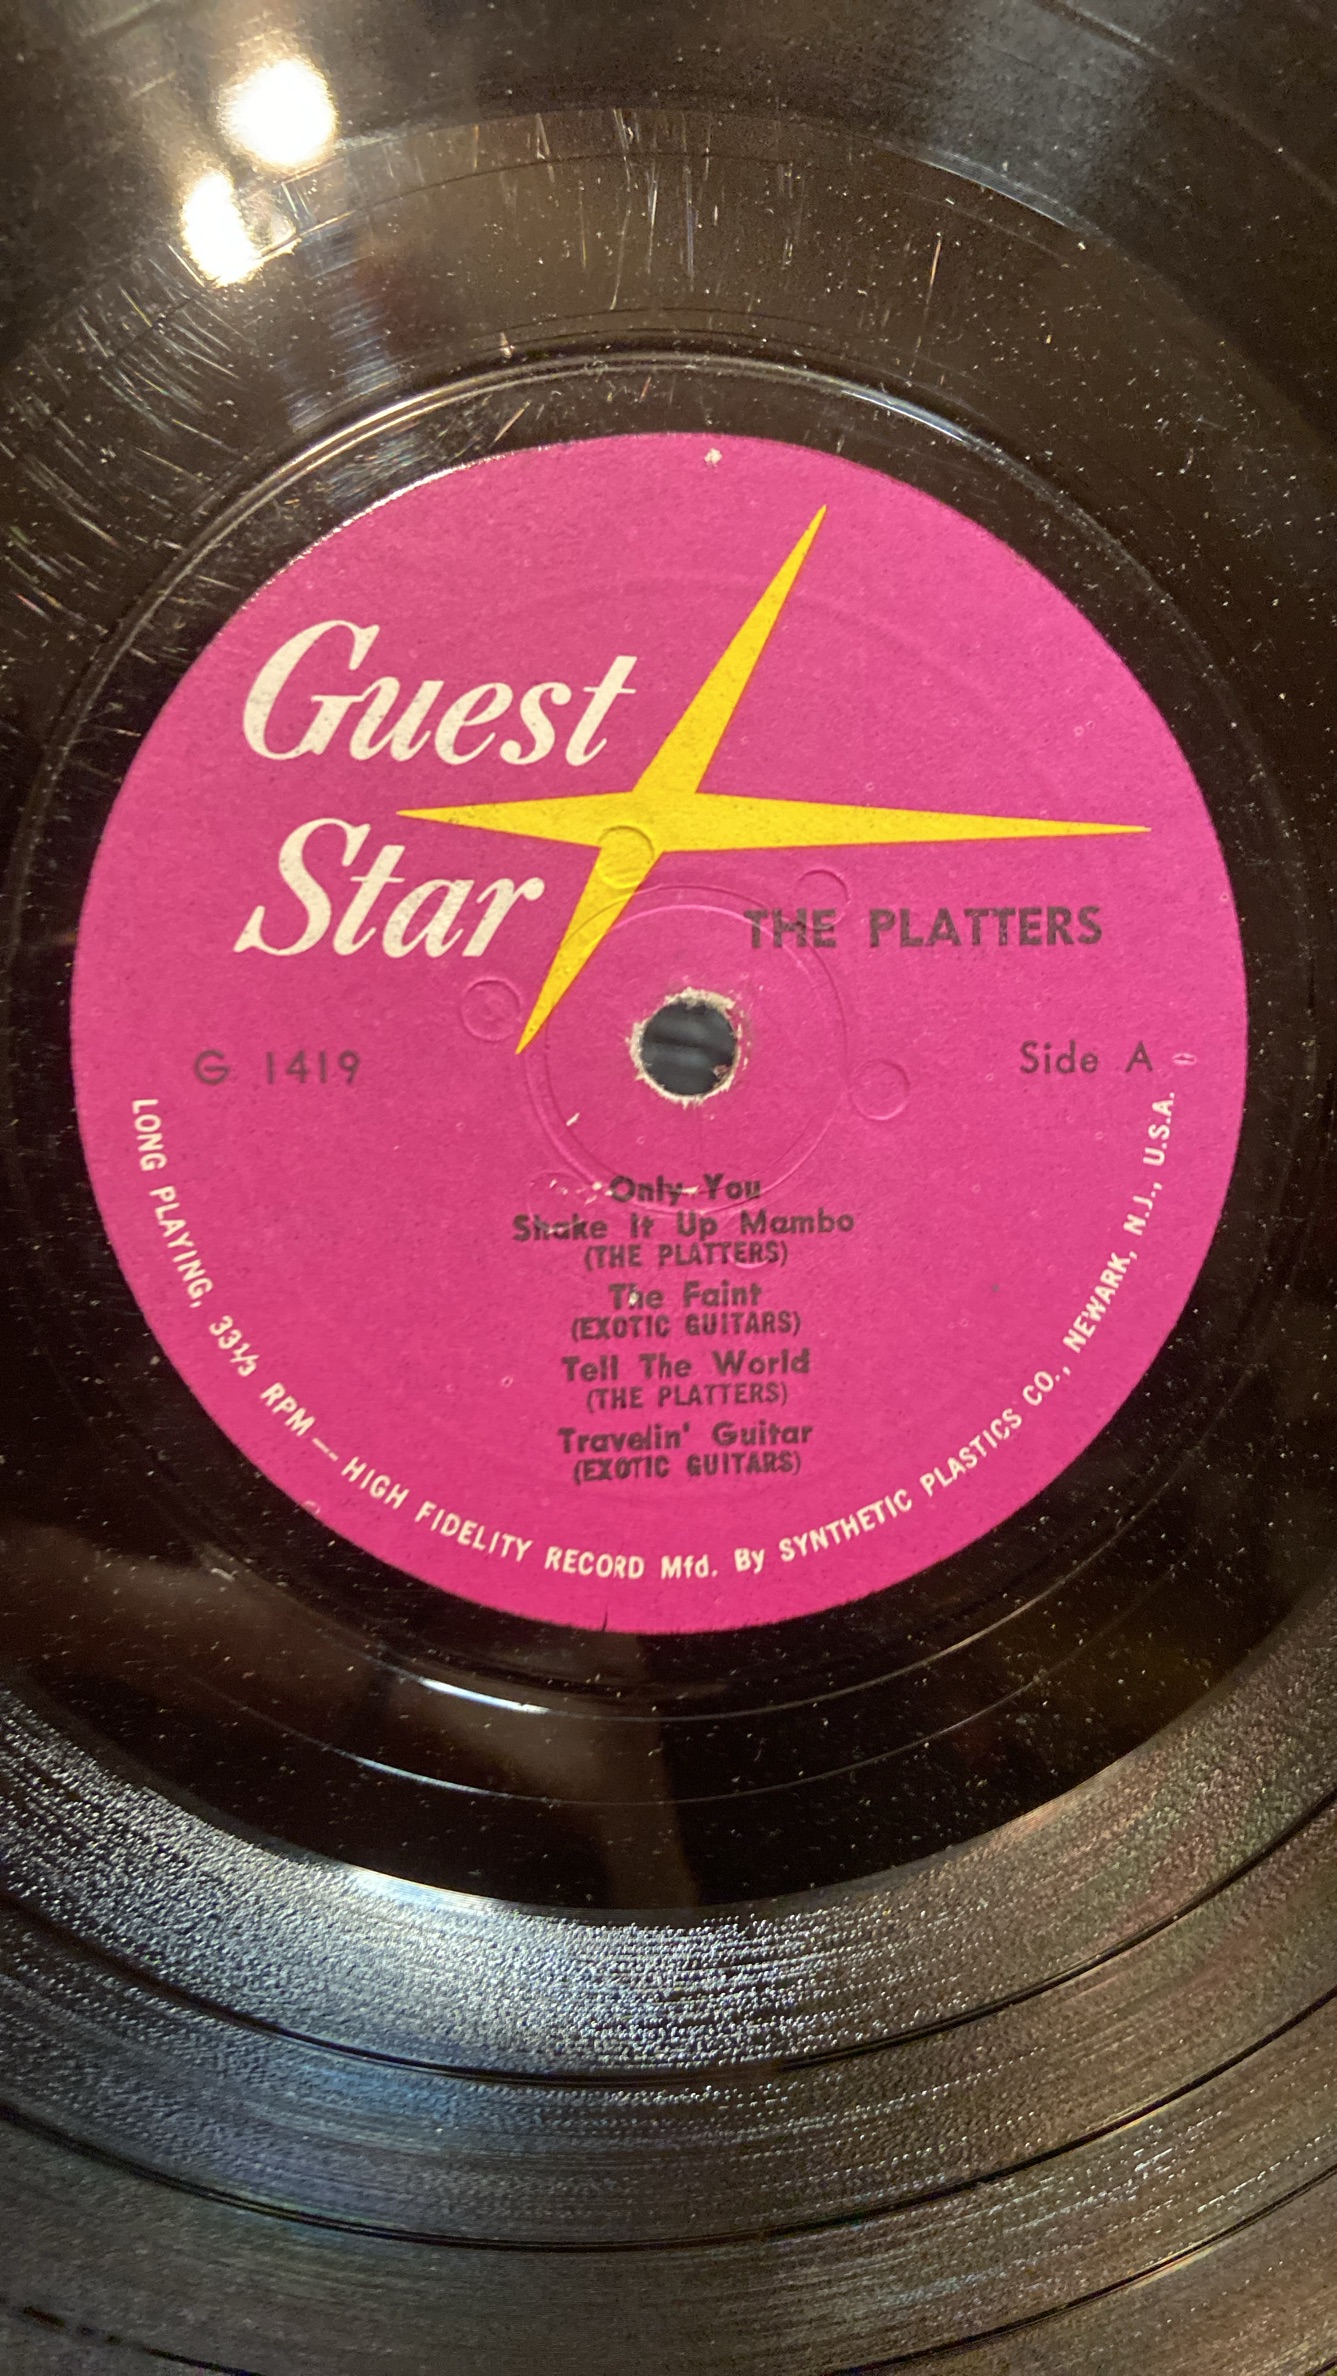 Guest
Star
THE PLATTERS
G 1419
Side A
Only You
Shake It Up Mambo
(THE PLATTERS)
The Faint
(EXOTIC GUITARS)
Tell The World
(THE PLATTERS)
Travelin' Guitar
(EXOTIC GUITARS)
LONG PLAYING, 33⅓ RPM — HIGH FIDELITY RECORD Mfd. By SYNTHETIC PLASTICS CO., NEWARK, N.J., U.S.A.